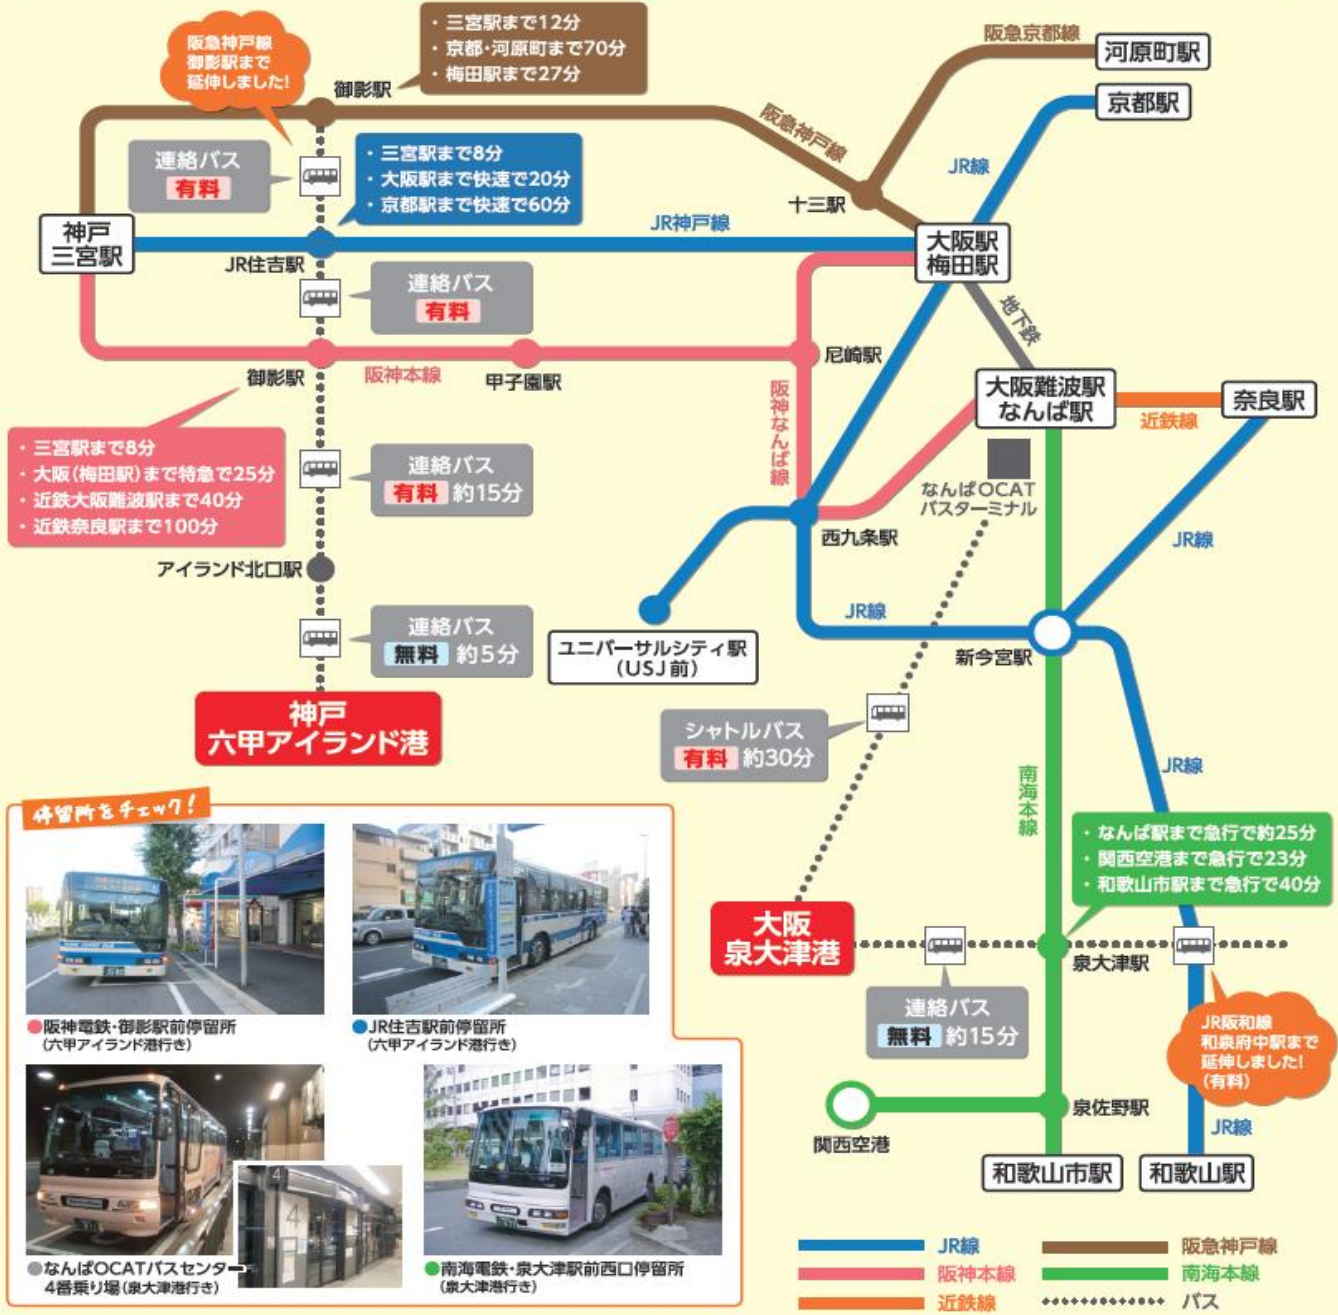 阪急神戸線
御影駅まで
延伸しました!
御影駅
・三宮駅まで12分
・京都・河原町まで70分
・梅田駅まで27分
阪急京都線
河原町駅
京都駅
阪急神戸線
JR線
十三駅
連絡バス
有料
・三宮駅まで8分
・大阪駅まで快速で20分
・京都駅まで快速で60分
神戸
三宮駅
JR住吉駅
JR神戸線
大阪駅
梅田駅
連絡バス
有料
地下鉄
御影駅
阪神本線
甲子園駅
尼崎駅
阪神なんば線
大阪難波駅
なんば駅
近鉄線
奈良駅
・三宮駅まで8分
・大阪(梅田駅)まで特急で25分
・近鉄大阪難波駅まで40分
・近鉄奈良駅まで100分
連絡バス
有料 約15分
なんばOCAT
バスターミナル
西九条駅
JR線
アイランド北口駅
連絡バス
無料 約5分
ユニバーサルシティ駅
(USJ前)
JR線
新今宮駅
神戸
六甲アイランド港
シャトルバス
有料 約30分
南海本線
JR線
・なんば駅まで急行で約25分
・関西空港まで急行で23分
・和歌山市駅まで急行で40分
大阪
泉大津港
泉大津駅
連絡バス
無料 約15分
JR阪和線
和泉府中駅まで
延伸しました!
(有料)
関西空港
泉佐野駅
JR線
和歌山市駅
和歌山駅
停留所をチェック!
●阪神電鉄・御影駅前停留所
(六甲アイランド港行き)
●JR住吉駅前停留所
(六甲アイランド港行き)
4
4
●なんばOCATバスセンター
4番乗り場(泉大津港行き)
●南海電鉄・泉大津駅前西口停留所
(泉大津港行き)
JR線
阪急神戸線
阪神本線
南海本線
近鉄線
バス